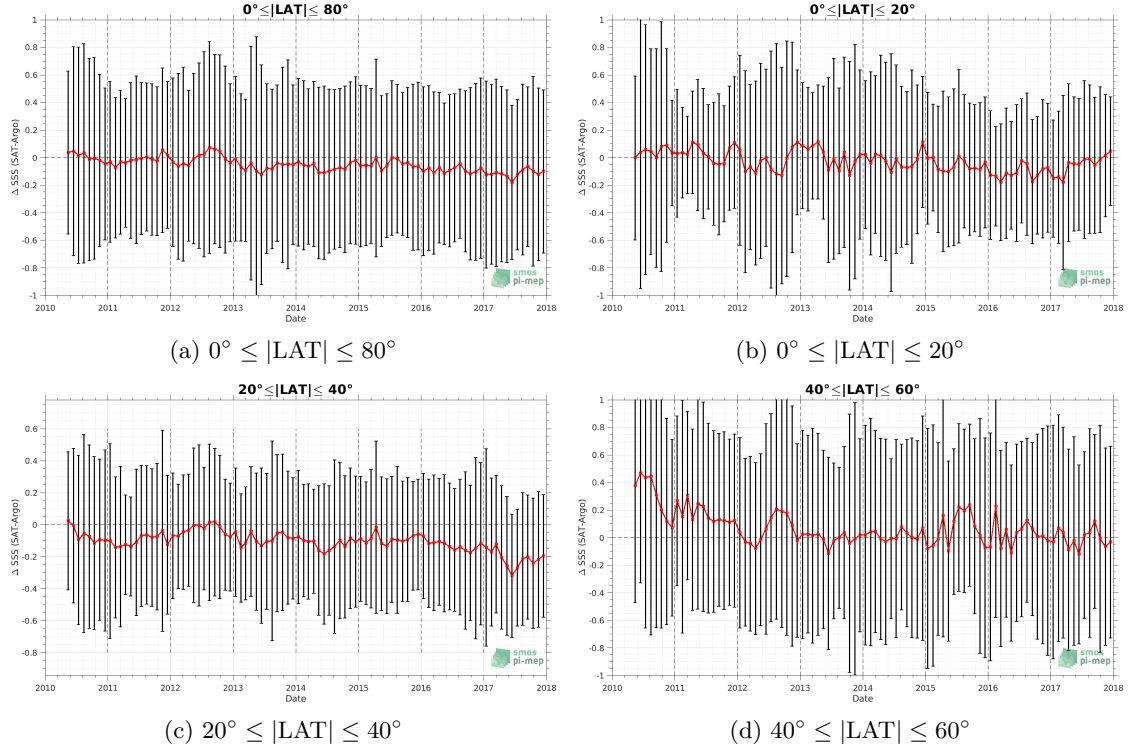 0°≤|LAT|≤ 80°
1
0.8
0.6
0.4
0.2
0
-0.2
-0.4
-0.6
-0.8
-1
Δ SSS (SAT-Argo)
2010 2011 2012 2013 2014 2015 2016 2017 2018
Date
smos
pi-mep
(a) 0° ≤ |LAT| ≤ 80°
0°≤|LAT|≤ 20°
1
0.8
0.6
0.4
0.2
0
-0.2
-0.4
-0.6
-0.8
-1
Δ SSS (SAT-Argo)
2010 2011 2012 2013 2014 2015 2016 2017 2018
Date
smos
pi-mep
(b) 0° ≤ |LAT| ≤ 20°
20°≤|LAT|≤ 40°
0.6
0.4
0.2
0
-0.2
-0.4
-0.6
-0.8
Δ SSS (SAT-Argo)
2010 2011 2012 2013 2014 2015 2016 2017 2018
Date
smos
pi-mep
(c) 20° ≤ |LAT| ≤ 40°
40°≤|LAT|≤ 60°
1
0.8
0.6
0.4
0.2
0
-0.2
-0.4
-0.6
-0.8
-1
Δ SSS (SAT-Argo)
2010 2011 2012 2013 2014 2015 2016 2017 2018
Date
smos
pi-mep
(d) 40° ≤ |LAT| ≤ 60°